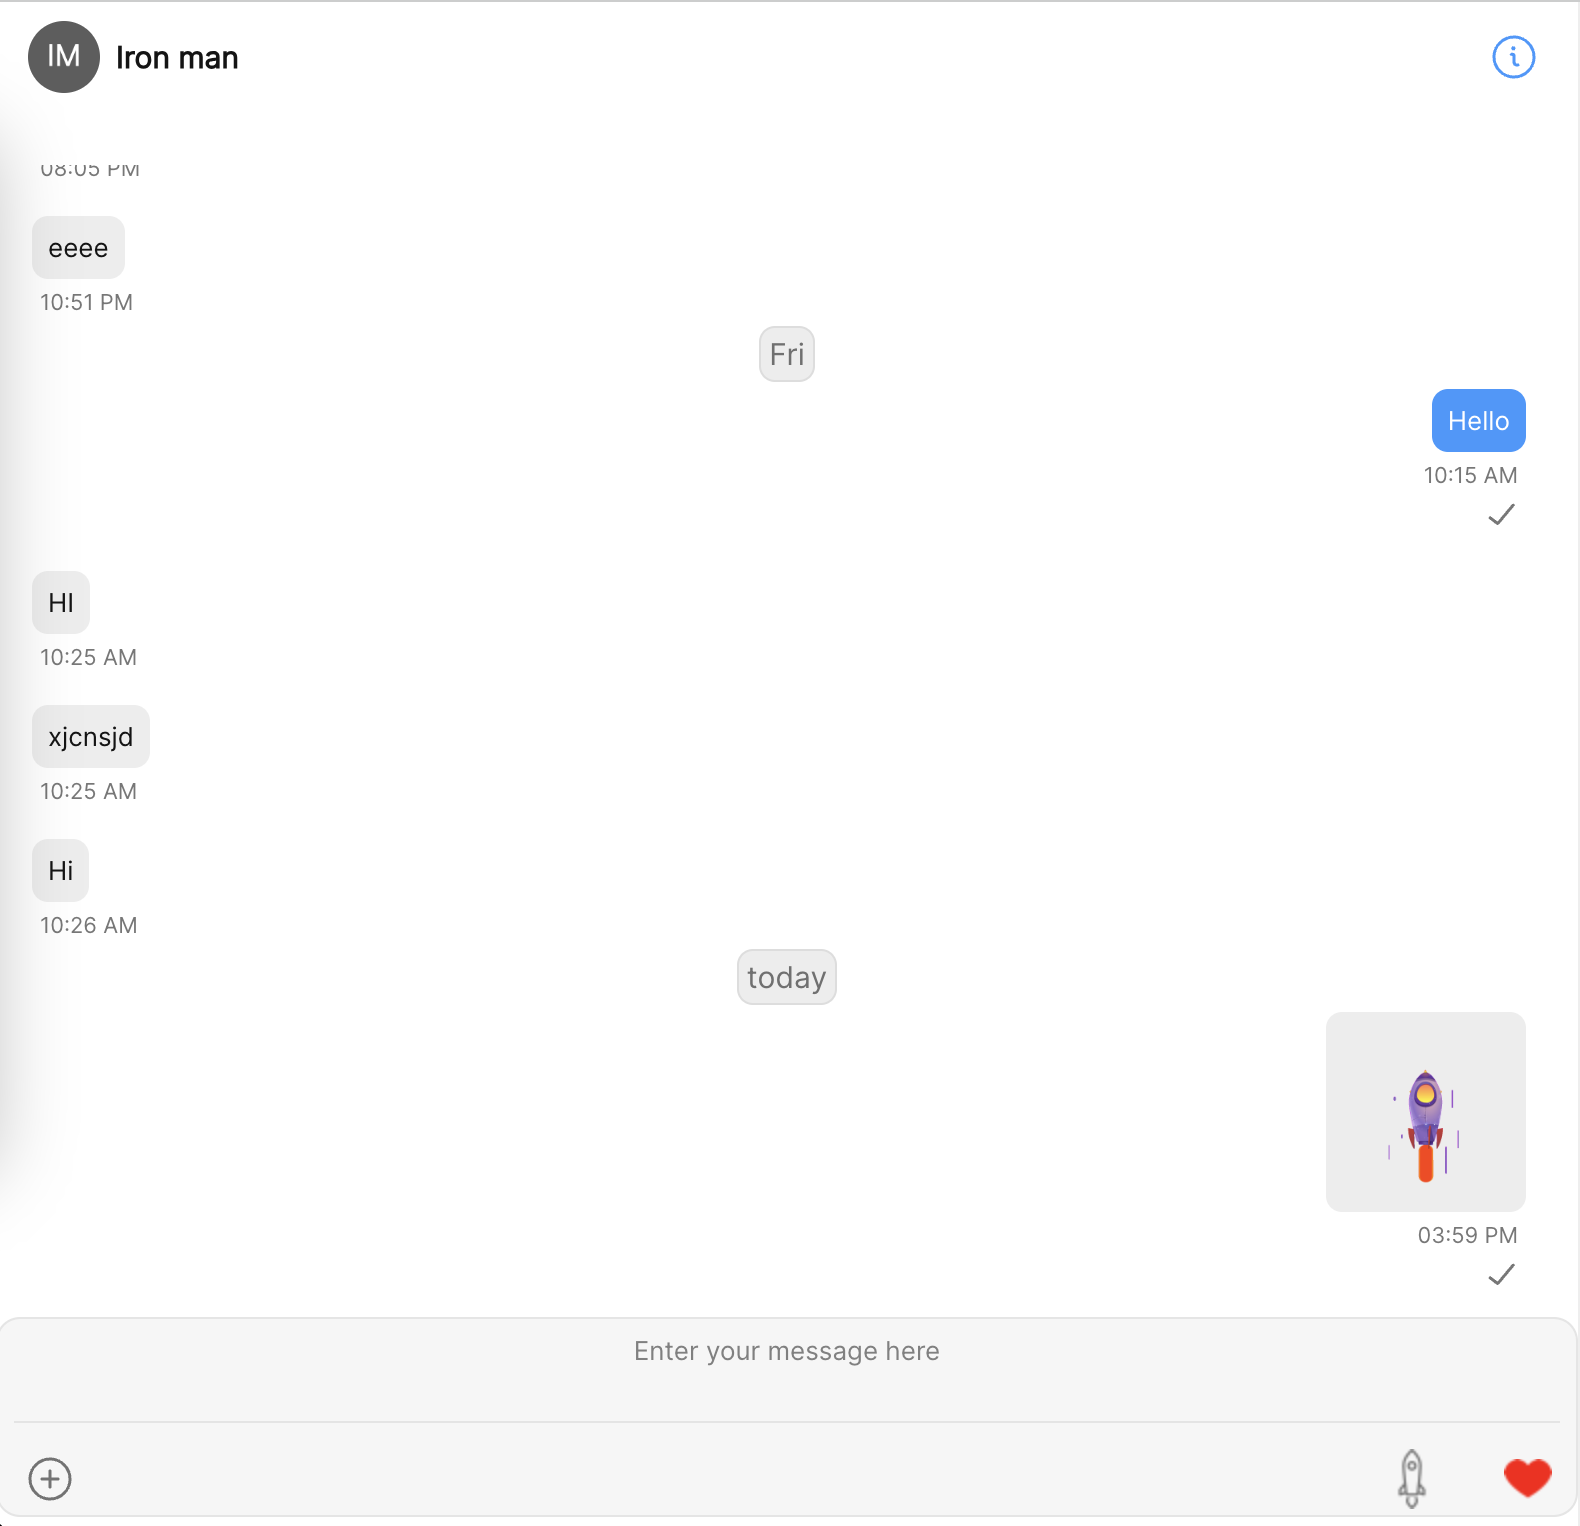 IM
Iron man
08:05 PM
eeee
10:51 PM
Fri
Hello
10:15 AM
HI
10:25 AM
xjcnsjd
10:25 AM
Hi
10:26 AM
today
03:59 PM
Enter your message here